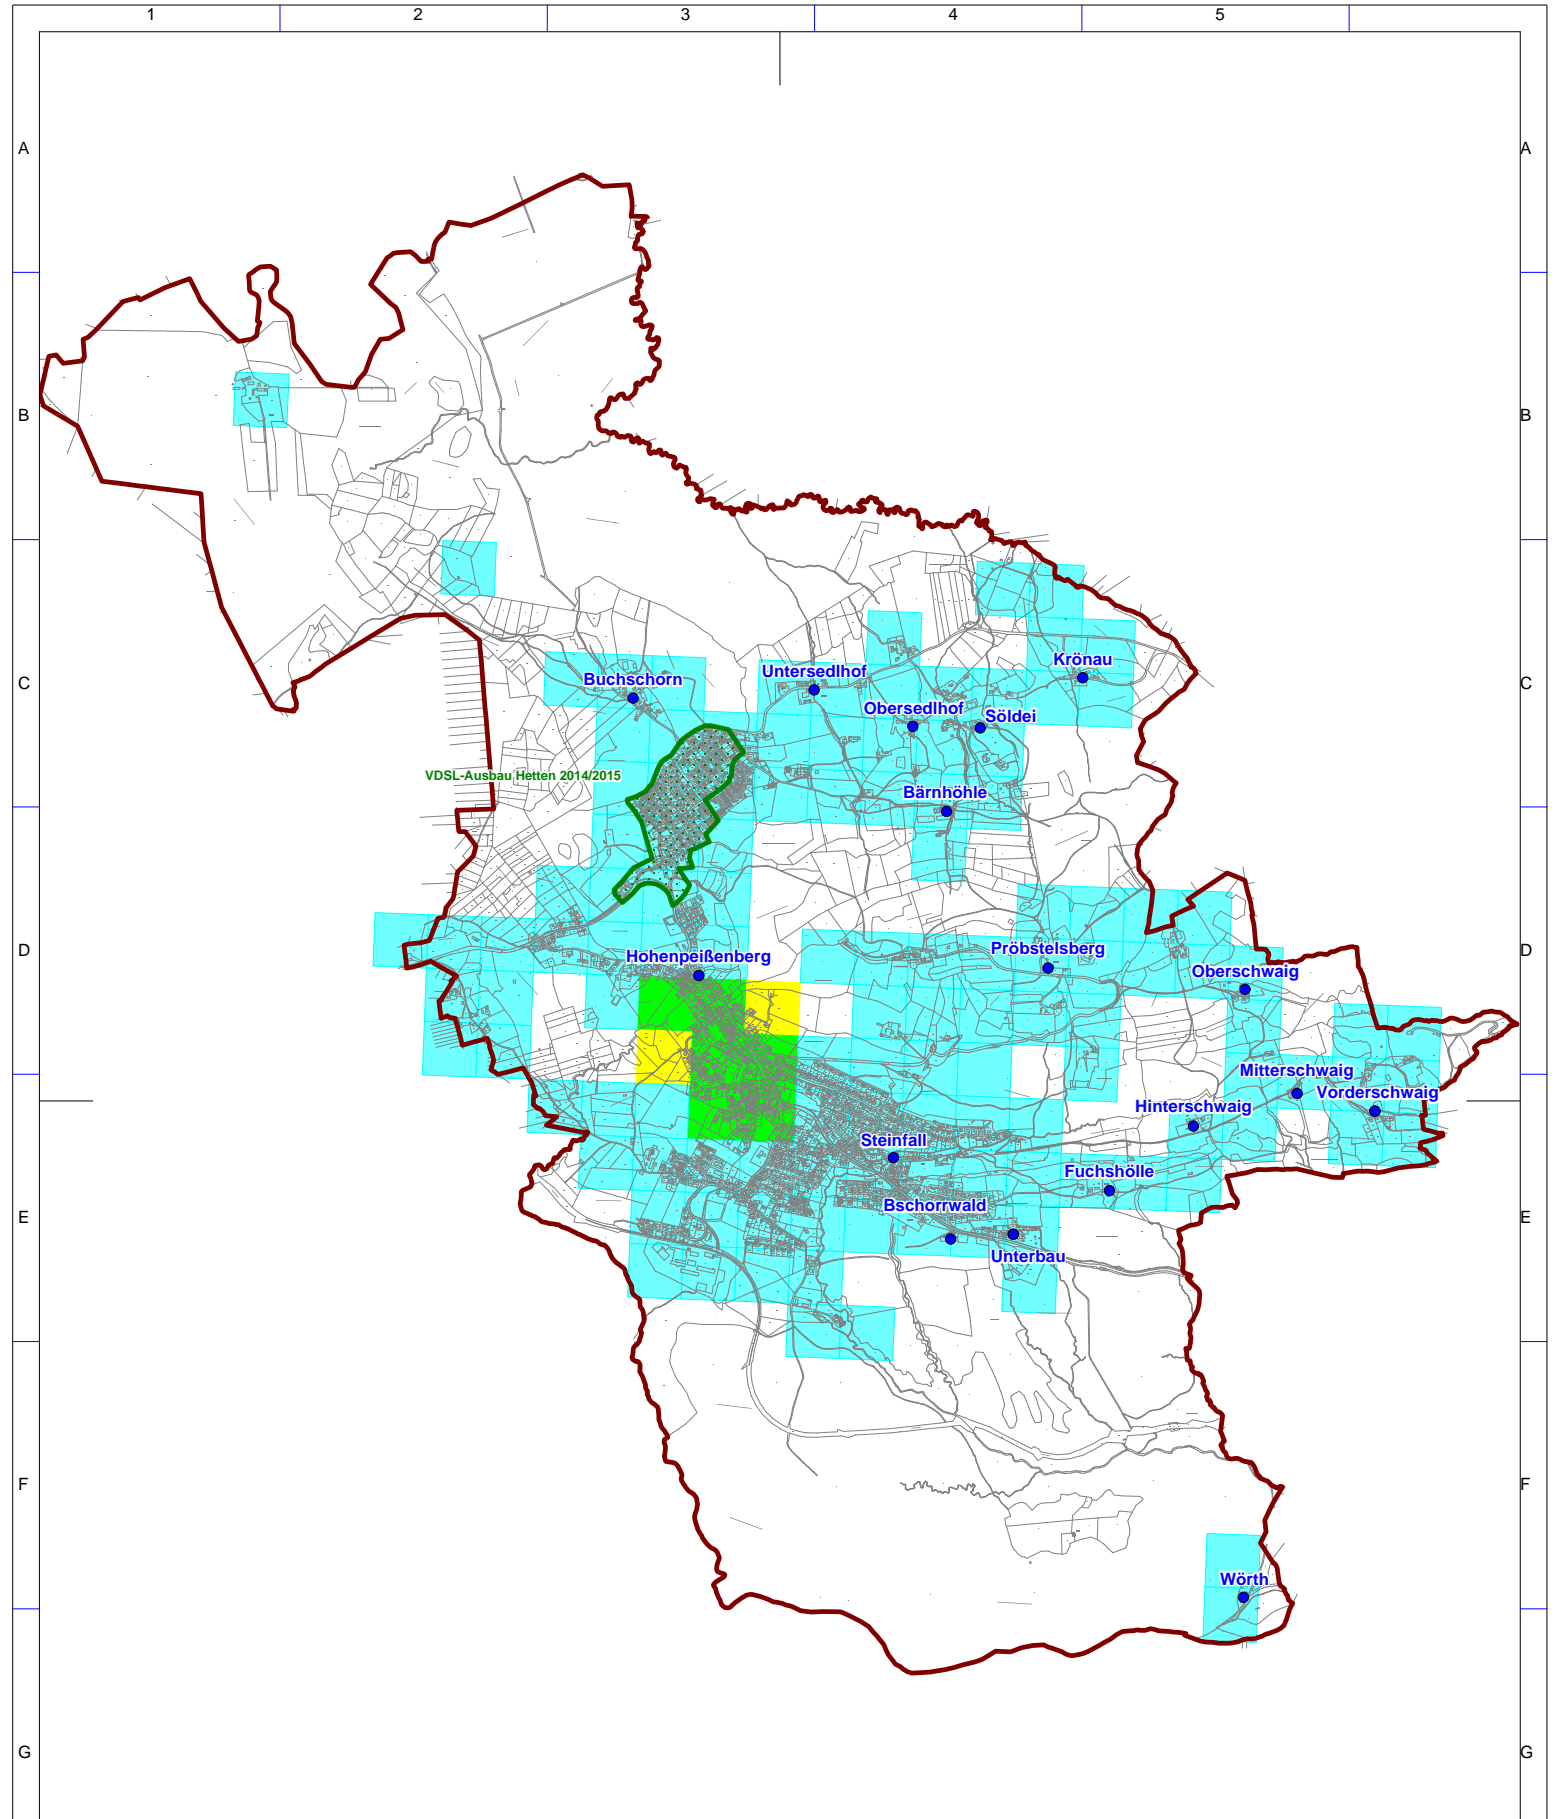 1 2 3 4 5
A A
B B
Buchschorn
Untersedlhof
Krönau
C C
Obersedlhof
Söldei
VDSL-Ausbau Hetten 2014/2015
Bärnhöhle
D D
Hohenpeißenberg
Pröbstelsberg
Oberschwaig
Mitterschwaig
Vorderschwaig
Hinterschwaig
Steinfall
Fuchshölle
Bschorrwald
E E
Unterbau
F F
Wörth
G G